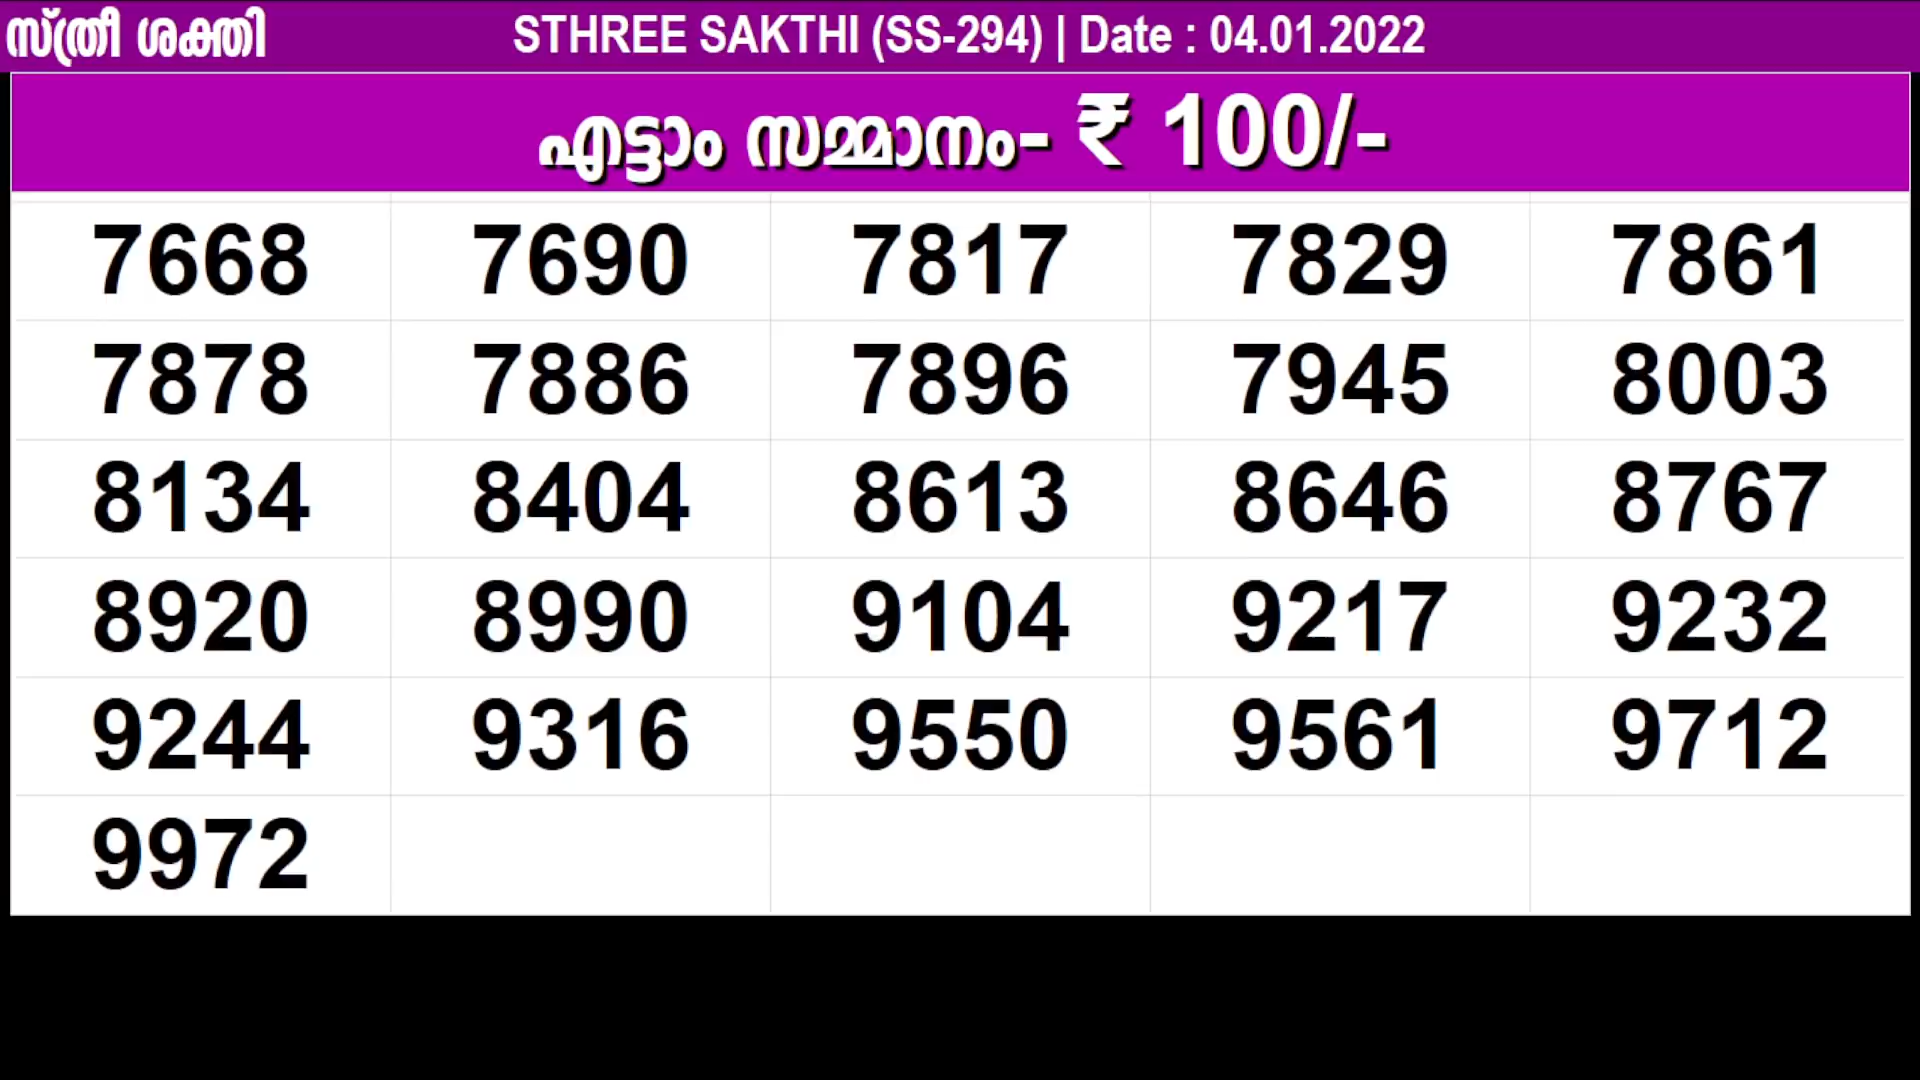 സ്ത്രീ ശക്തി STHREE SAKTHI (SS-294) | Date : 04.01.2022
എട്ടാം സമ്മാനം- ₹ 100/-
7668 7690 7817 7829 7861
7878 7886 7896 7945 8003
8134 8404 8613 8646 8767
8920 8990 9104 9217 9232
9244 9316 9550 9561 9712
9972